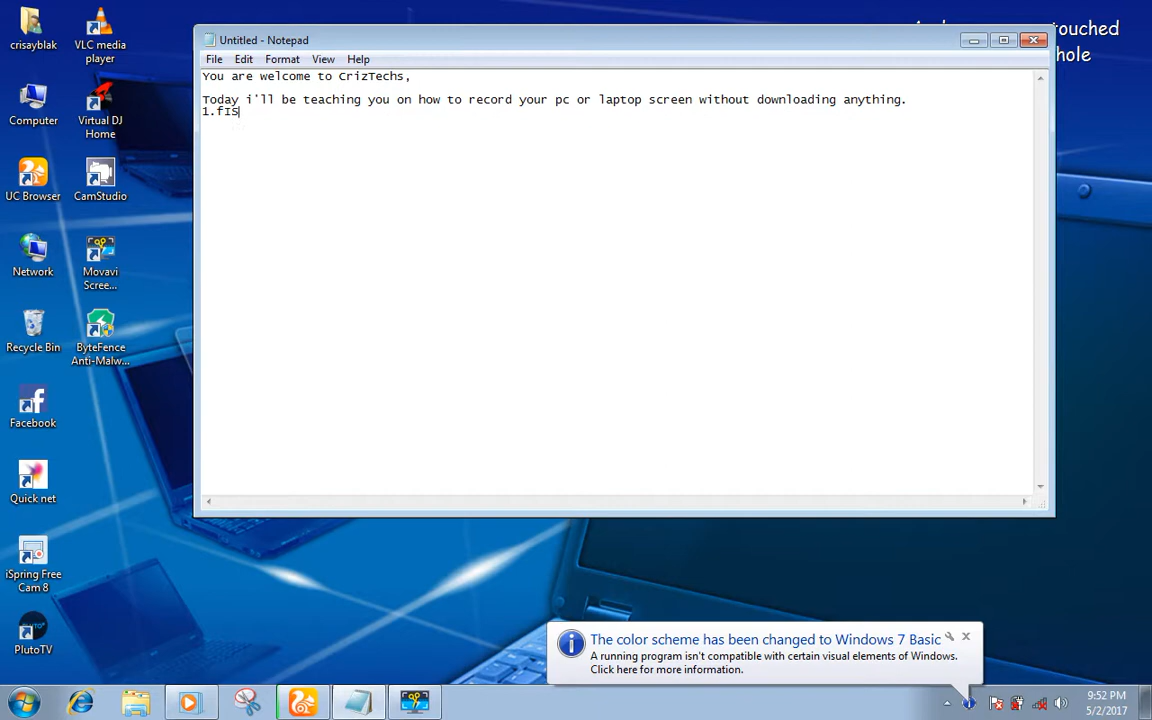 crisayblak
VLC media
player
Computer
Virtual DJ
Home
UC Browser
CamStudio
Network
Movavi
Scree...
Recycle Bin
ByteFence
Anti-Malw...
Facebook
Quick net
iSpring Free
Cam 8
PlutoTV
touched
hole
Untitled - Notepad
File Edit Format View Help
You are welcome to CrizTechs,
Today i'll be teaching you on how to record your pc or laptop screen without downloading anything.
1.fIS
The color scheme has been changed to Windows 7 Basic
A running program isn't compatible with certain visual elements of Windows.
Click here for more information.
9:52 PM
5/2/2017